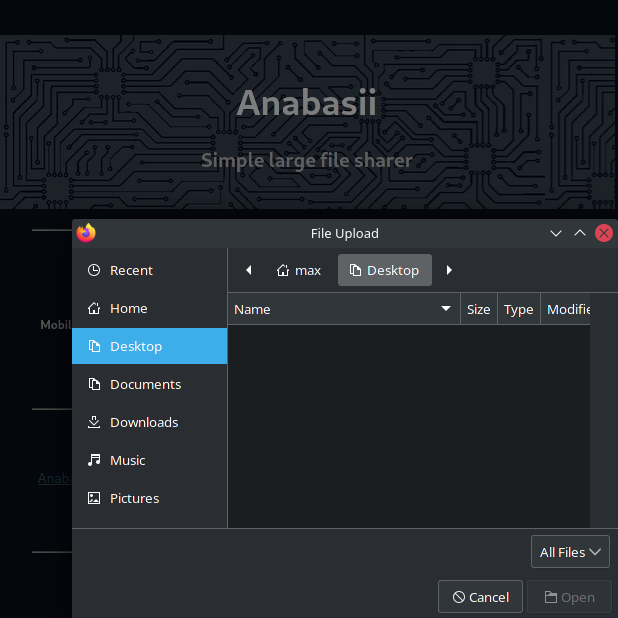 Anabasii
Simple large file sharer
File Upload
Recent
max
Desktop
Home
Name
Size
Type
Mobil
Desktop
Documents
Downloads
Music
Anaba
Pictures
All Files
Cancel
Open